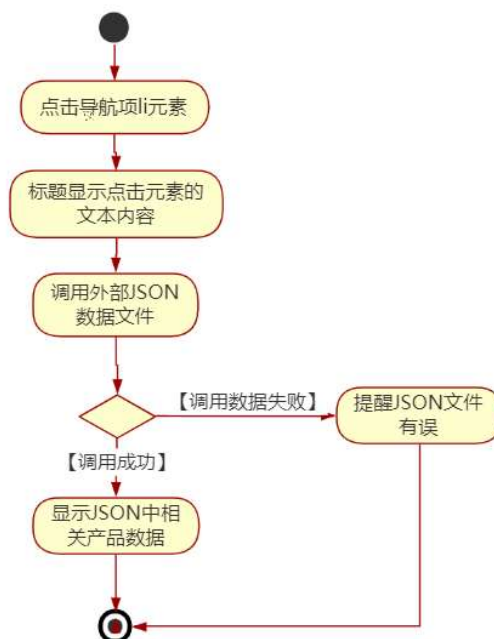 点击导航项li元素
标题显示点击元素的
文本内容
调用外部JSON
数据文件
【调用数据失败】
提醒JSON文件
有误
【调用成功】
显示JSON中相
关产品数据